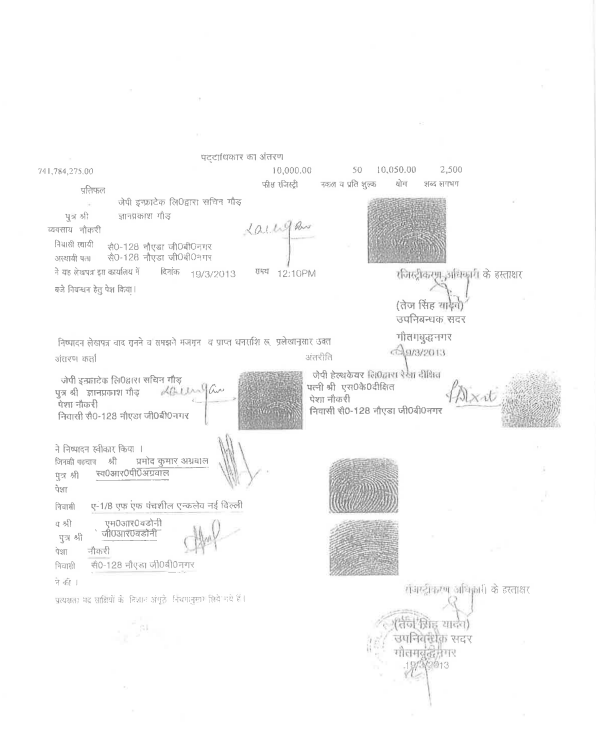 पट्टाधिकार का अंतरण
741,784,275.00 10,000.00 50 10,050.00 2,500
प्रतिफल फीस रजिस्ट्री नकल व प्रति शुल्क योग शब्द लगभग
जेपी इन्फ्राटेक लि0द्वारा सचिन गौड़
पुत्र श्री ज्ञानप्रकाश गौड़
व्यवसाय नौकरी
निवासी स्थायी सै0-128 नौएडा जी0बी0नगर
अस्थायी पता सै0-128 नौएडा जी0बी0नगर
ने यह लेखपत्र इस कार्यालय में दिनांक 19/3/2013 समय 12:10PM
बजे निबन्धन हेतु पेश किया।
रजिस्ट्रीकरण अधिकारी के हस्ताक्षर
(तेज सिंह यादव)
उपनिबन्धक सदर
गौतमबुद्धनगर
19/3/2013
निष्पादन लेखपत्र वाद सुनने व समझने मजमून व प्राप्त धनराशि रू. प्रलेखानुसार उक्त
अंतरण कर्ता अंतरीति
जेपी इन्फ्राटेक लि0द्वारा सचिन गौड़
पुत्र श्री ज्ञानप्रकाश गौड़
पेशा नौकरी
निवासी सै0-128 नौएडा जी0बी0नगर
जेपी हेल्थकेयर लि0द्वारा रेखा दीक्षित
पत्नी श्री एस0के0दीक्षित
पेशा नौकरी
निवासी सै0-128 नौएडा जी0बी0नगर
ने निष्पादन स्वीकार किया ।
जिनकी पहचान श्री प्रमोद कुमार अग्रवाल
पुत्र श्री स्व0आर0पी0अग्रवाल
पेशा
निवासी ए-1/8 एफ एफ पंचशील एन्कलेव नई दिल्ली
व श्री एम0आर0बडोनी
पुत्र श्री जी0आर0बडोनी
पेशा नौकरी
निवासी सै0-128 नौएडा जी0बी0नगर
ने की ।
प्रत्यक्षतः भद्र साक्षियों के निशान अंगूठे नियमानुसार लिये गये हैं।
रजिस्ट्रीकरण अधिकारी के हस्ताक्षर
(तेज सिंह यादव)
उपनिबन्धक सदर
गौतमबुद्धनगर
19/3/2013